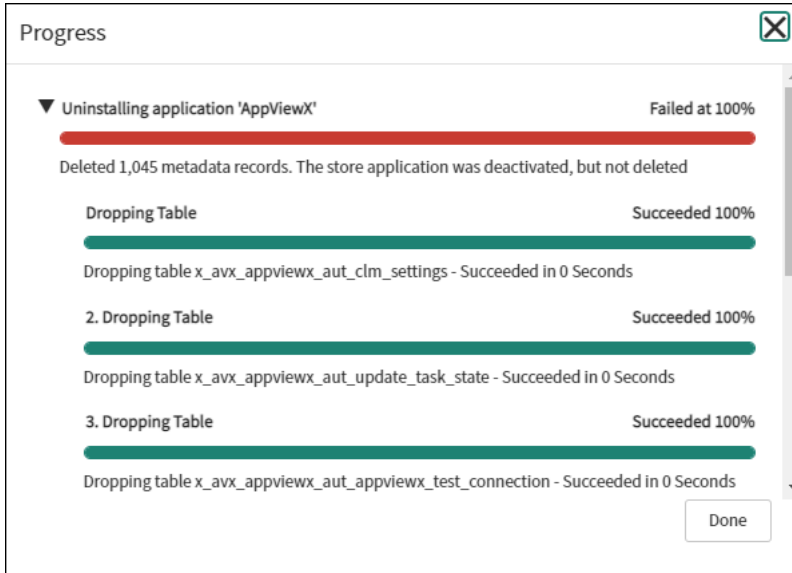 Progress
Uninstalling application 'AppViewX' Failed at 100%
Deleted 1,045 metadata records. The store application was deactivated, but not deleted
Dropping Table Succeeded 100%
Dropping table x_avx_appviewx_aut_clm_settings - Succeeded in 0 Seconds
2. Dropping Table Succeeded 100%
Dropping table x_avx_appviewx_aut_update_task_state - Succeeded in 0 Seconds
3. Dropping Table Succeeded 100%
Dropping table x_avx_appviewx_aut_appviewx_test_connection - Succeeded in 0 Seconds
Done